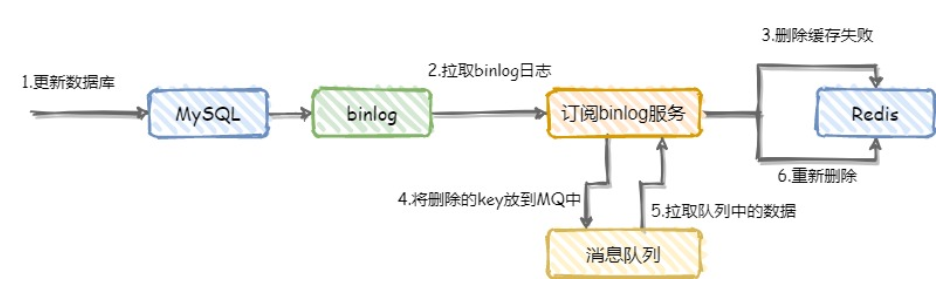 3.删除缓存失败
1.更新数据库
2.拉取binlog日志
MySQL
binlog
订阅binlog服务
Redis
6.重新删除
4.将删除的key放到MQ中
5.拉取队列中的数据
消息队列